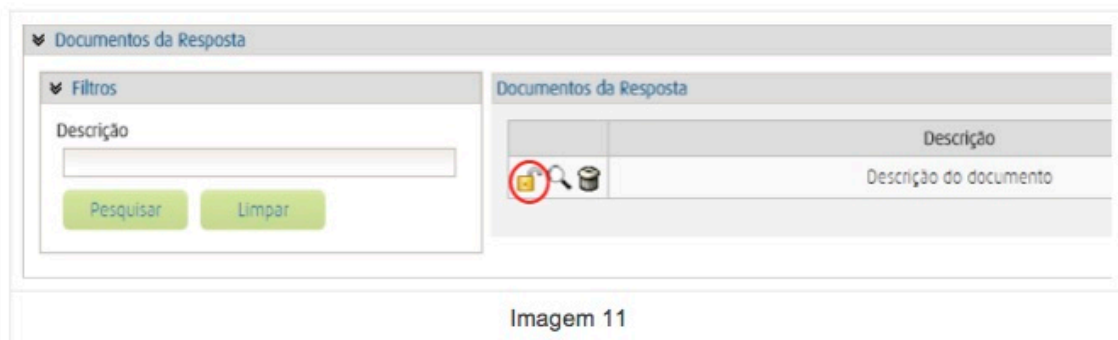 Documentos da Resposta
Filtros
Descrição
Pesquisar Limpar
Documentos da Resposta
Descrição
Descrição do documento
Imagem 11